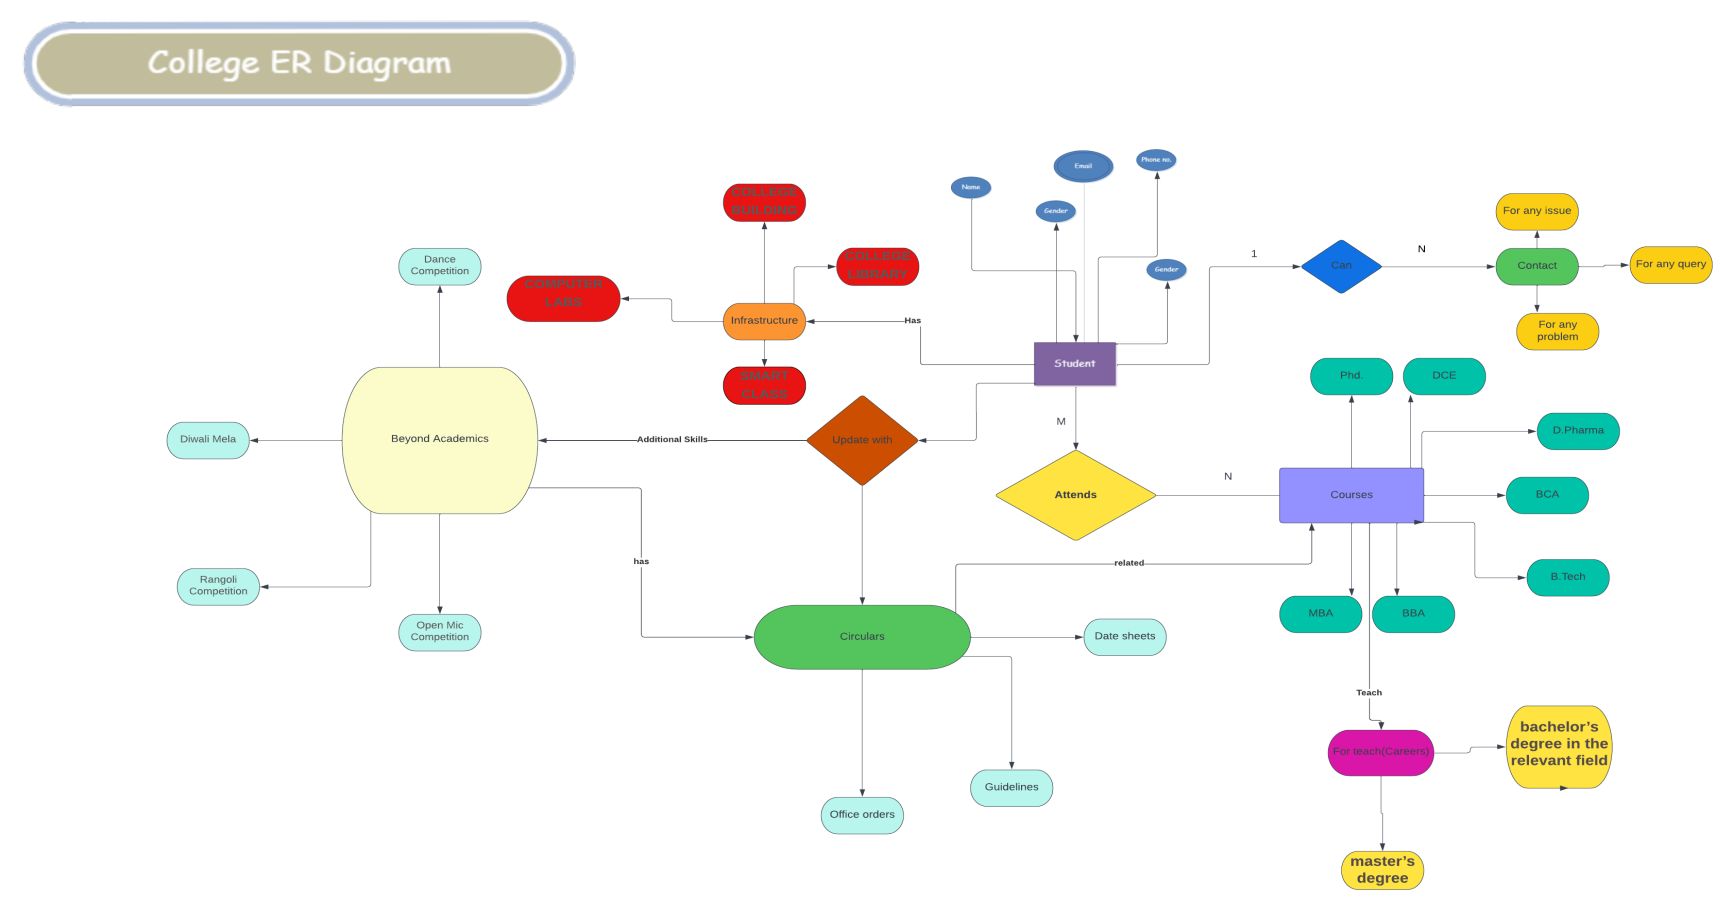 College ER Diagram
Email
Phone no.
Name
Gender
Gender
COLLEGE
BUILDING
COLLEGE
LIBRARY
COMPUTER
LABS
Infrastructure
SMART
CLASS
Has
Student
1
Can
N
Contact
For any issue
For any query
For any
problem
Dance
Competition
Diwali Mela
Beyond Academics
Additional Skills
Update with
Rangoli
Competition
Open Mic
Competition
has
M
Attends
N
Courses
Phd.
DCE
D.Pharma
BCA
B.Tech
MBA
BBA
related
Circulars
Date sheets
Guidelines
Office orders
Teach
For teach(Careers)
bachelor’s
degree in the
relevant field
master’s
degree